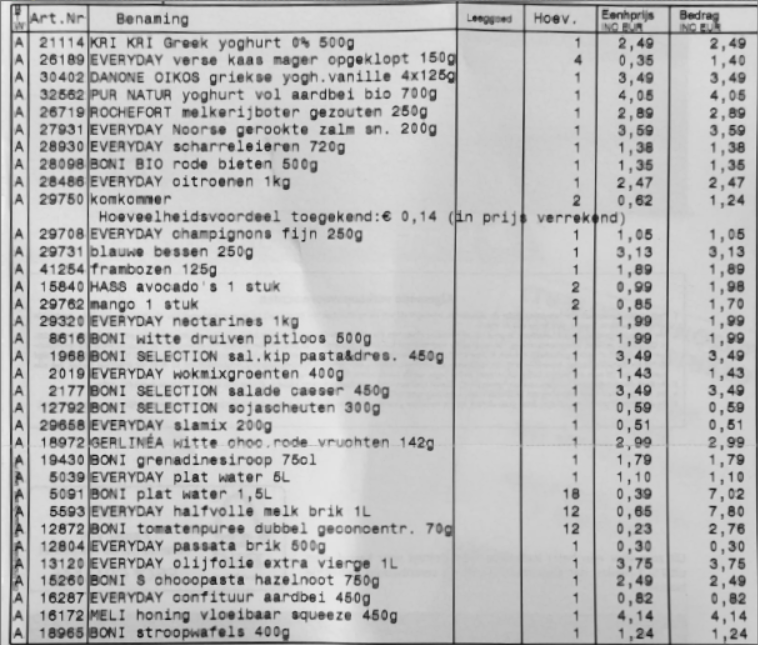 BTW Art.Nr Benaming Leeggoed Hoev. Eenhprijs INC EUR Bedrag INC EUR
A 21114 KRI KRI Greek yoghurt 0% 500g 1 2,49 2,49
A 26189 EVERYDAY verse kaas mager opgeklopt 150g 4 0,35 1,40
A 30402 DANONE OIKOS griekse yogh.vanille 4x125g 1 3,49 3,49
A 32562 PUR NATUR yoghurt vol aardbei bio 700g 1 4,05 4,05
A 26719 ROCHEFORT melkerijboter gezouten 250g 1 2,89 2,89
A 27931 EVERYDAY Noorse gerookte zalm sn. 200g 1 3,59 3,59
A 28930 EVERYDAY scharreleieren 720g 1 1,38 1,38
A 28098 BONI BIO rode bieten 500g 1 1,35 1,35
A 28486 EVERYDAY citroenen 1kg 1 2,47 2,47
A 29750 komkommer 2 0,62 1,24
Hoeveelheidsvoordeel toegekend:€ 0,14 (in prijs verrekend)
A 29708 EVERYDAY champignons fijn 250g 1 1,05 1,05
A 29731 blauwe bessen 250g 1 3,13 3,13
A 41254 frambozen 125g 1 1,89 1,89
A 15840 HASS avocado's 1 stuk 2 0,99 1,98
A 29762 mango 1 stuk 2 0,85 1,70
A 29320 EVERYDAY nectarines 1kg 1 1,99 1,99
A 8616 BONI witte druiven pitloos 500g 1 1,99 1,99
A 1968 BONI SELECTION sal.kip pasta&dres. 450g 1 3,49 3,49
A 2019 EVERYDAY wokmixgroenten 400g 1 1,43 1,43
A 2177 BONI SELECTION salade caeser 450g 1 3,49 3,49
A 12792 BONI SELECTION sojascheuten 300g 1 0,59 0,59
A 29658 EVERYDAY slamix 200g 1 0,51 0,51
A 18972 GERLINÉA witte choc.rode vruchten 142g 1 2,99 2,99
A 19430 BONI grenadinesiroop 75cl 1 1,79 1,79
A 5039 EVERYDAY plat water 5L 1 1,10 1,10
A 5091 BONI plat water 1,5L 18 0,39 7,02
A 5593 EVERYDAY halfvolle melk brik 1L 12 0,65 7,80
A 12872 BONI tomatenpuree dubbel geconcentr. 70g 12 0,23 2,76
A 12804 EVERYDAY passata brik 500g 1 0,30 0,30
A 13120 EVERYDAY olijfolie extra vierge 1L 1 3,75 3,75
A 15260 BONI S chocopasta hazelnoot 750g 1 2,49 2,49
A 16287 EVERYDAY confituur aardbei 450g 1 0,82 0,82
A 16172 MELI honing vloeibaar squeeze 450g 1 4,14 4,14
A 18965 BONI stroopwafels 400g 1 1,24 1,24